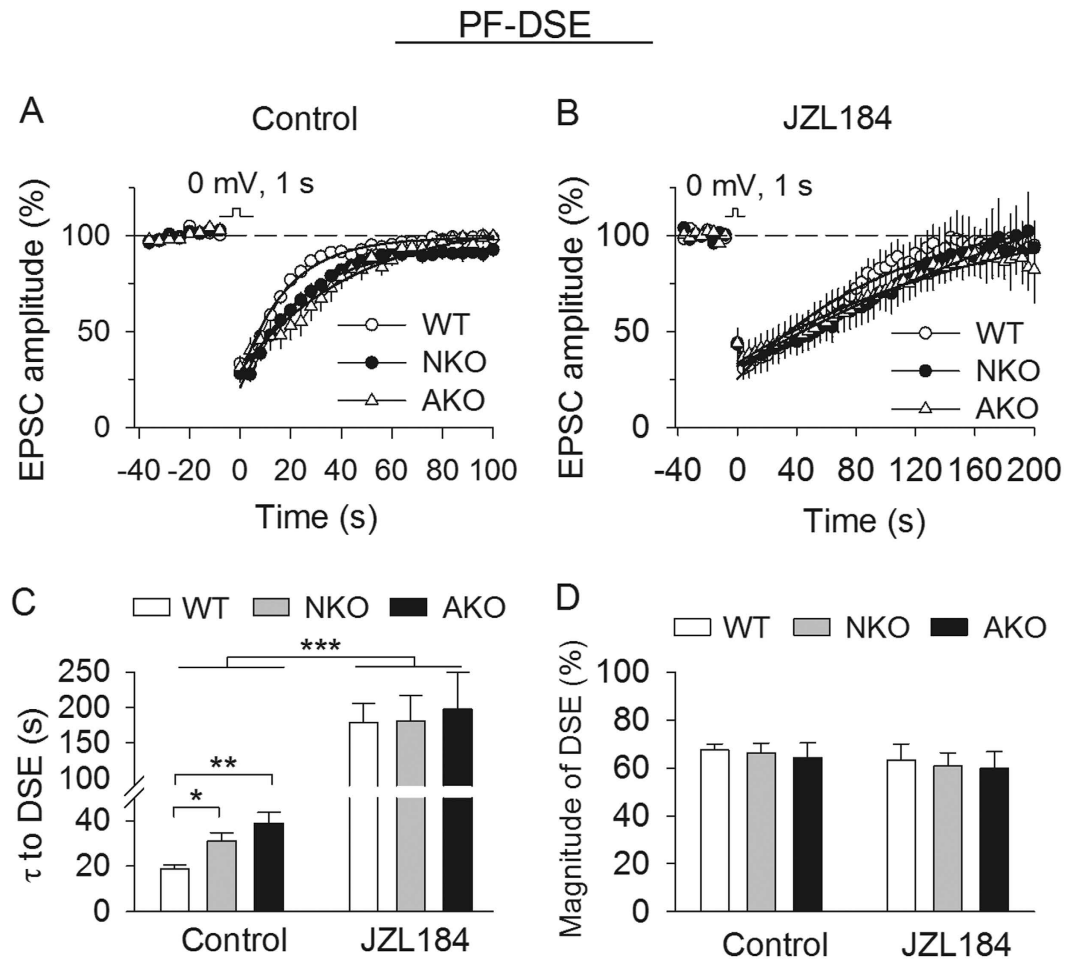 PF-DSE
A
Control
0 mV, 1 s
EPSC amplitude (%)
100
50
0
WT
NKO
AKO
-40 -20 0 20 40 60 80 100
Time (s)
B
JZL184
0 mV, 1 s
EPSC amplitude (%)
100
50
0
WT
NKO
AKO
-40 0 40 80 120 160 200
Time (s)
C
WT NKO AKO
***
**
*
τ to DSE (s)
250
200
150
100
40
20
0
Control JZL184
D
WT NKO AKO
Magnitude of DSE (%)
100
80
60
40
20
0
Control JZL184